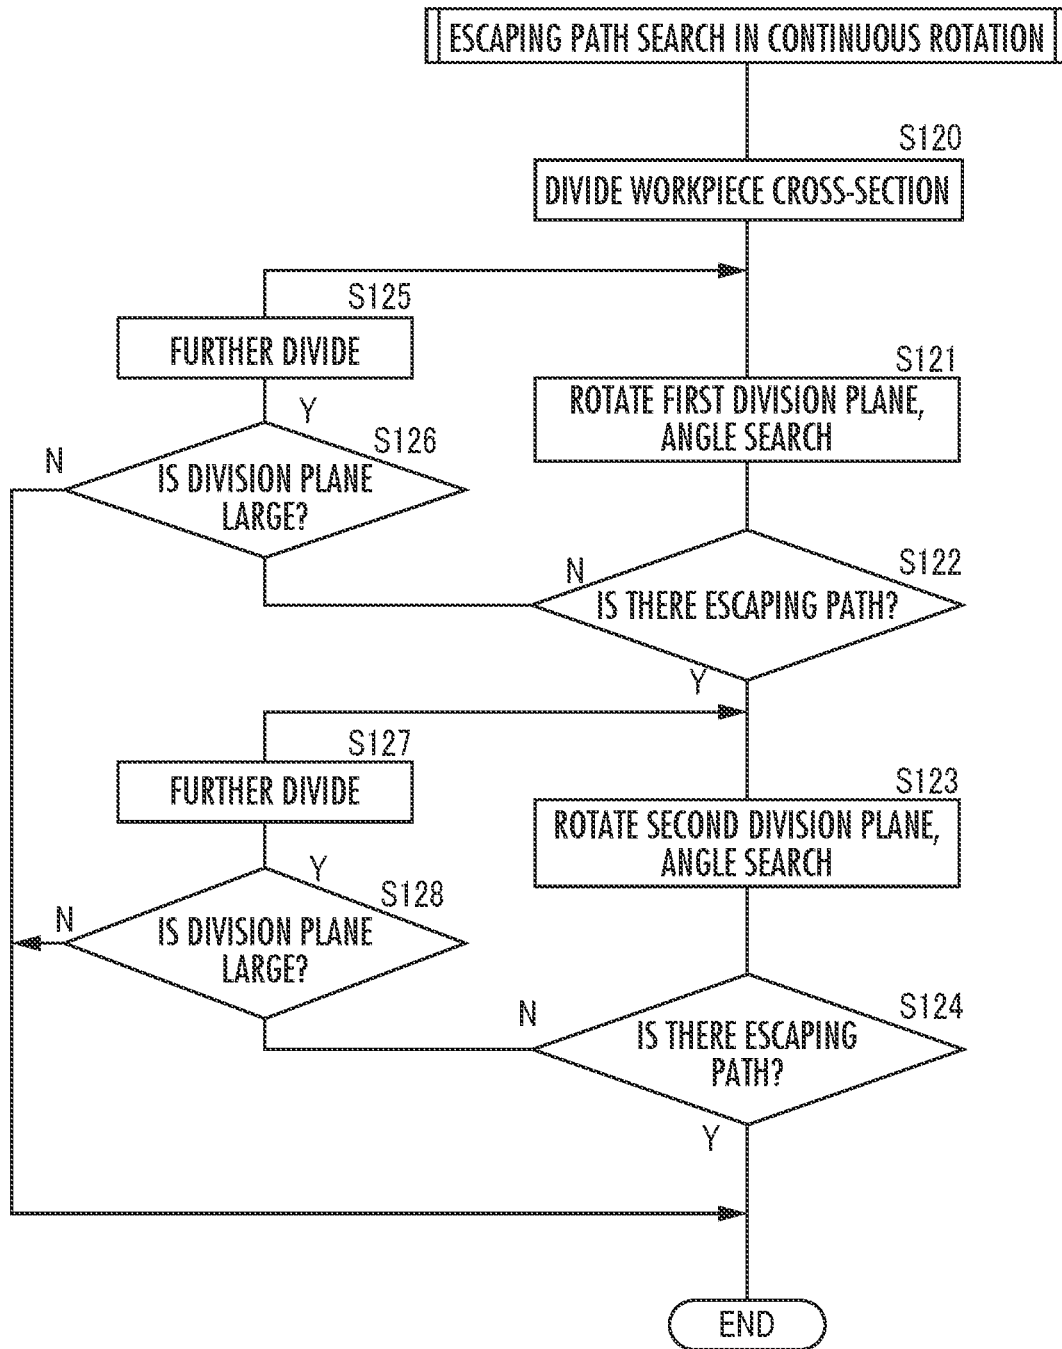 ESCAPING PATH SEARCH IN CONTINUOUS ROTATION
S120
DIVIDE WORKPIECE CROSS-SECTION
S125
FURTHER DIVIDE
S121
ROTATE FIRST DIVISION PLANE,
ANGLE SEARCH
Y
S126
N
IS DIVISION PLANE
LARGE?
S122
N
IS THERE ESCAPING PATH?
Y
S127
FURTHER DIVIDE
S123
ROTATE SECOND DIVISION PLANE,
ANGLE SEARCH
Y
S128
N
IS DIVISION PLANE
LARGE?
S124
N
IS THERE ESCAPING
PATH?
Y
END